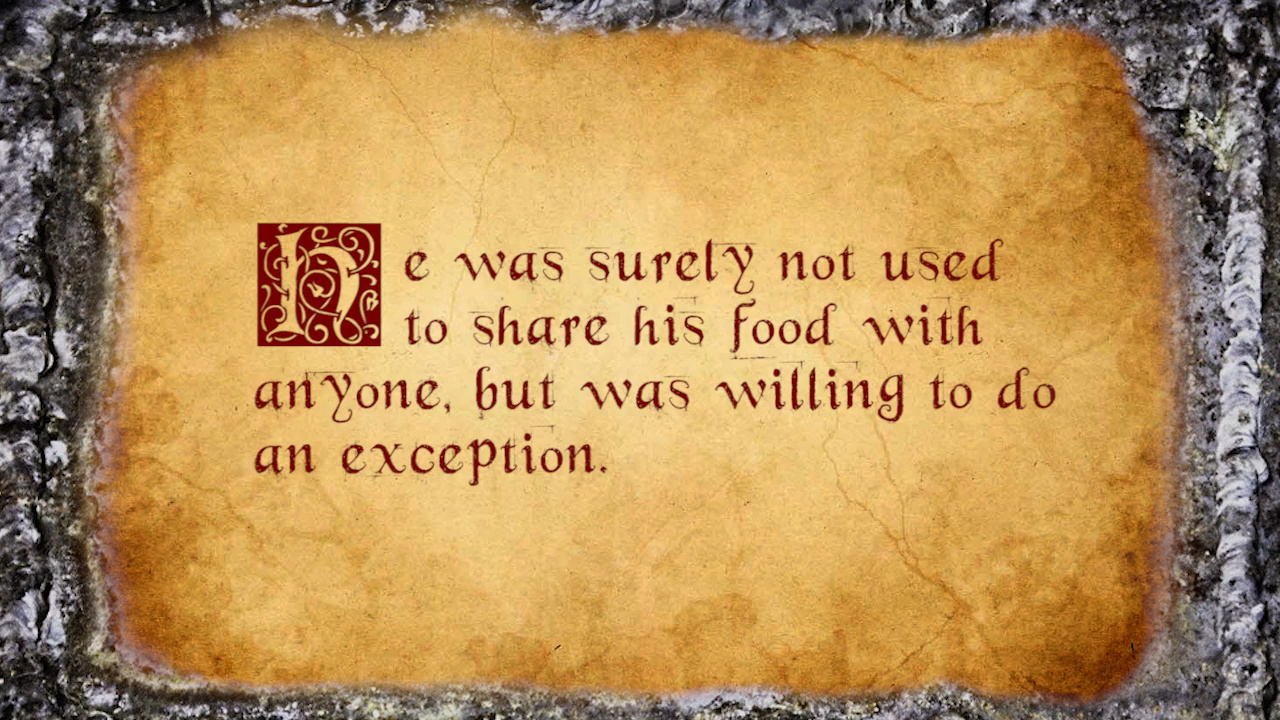 He was surely not used
to share his food with
anyone, but was willing to do
an exception.